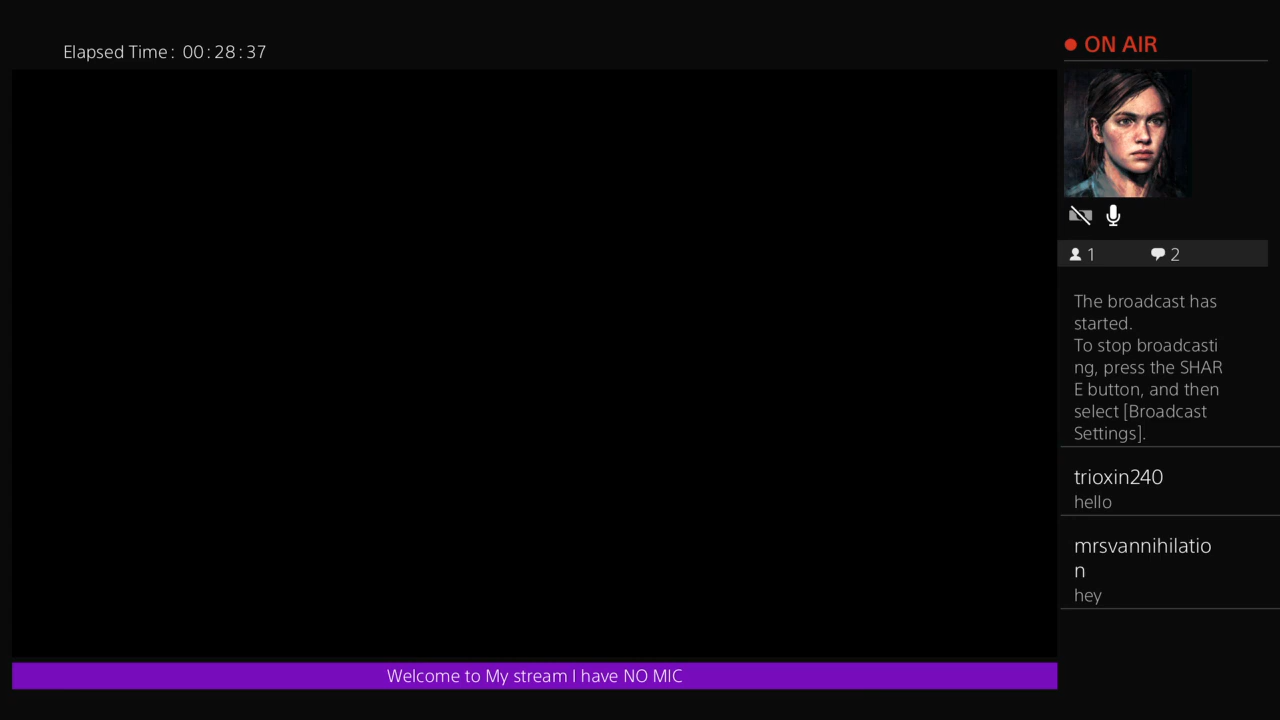 Elapsed Time: 00:28:37
ON AIR
1 2
The broadcast has
started.
To stop broadcasti
ng, press the SHAR
E button, and then
select [Broadcast
Settings].
trioxin240
hello
mrsvannihilatio
n
hey
Welcome to My stream I have NO MIC